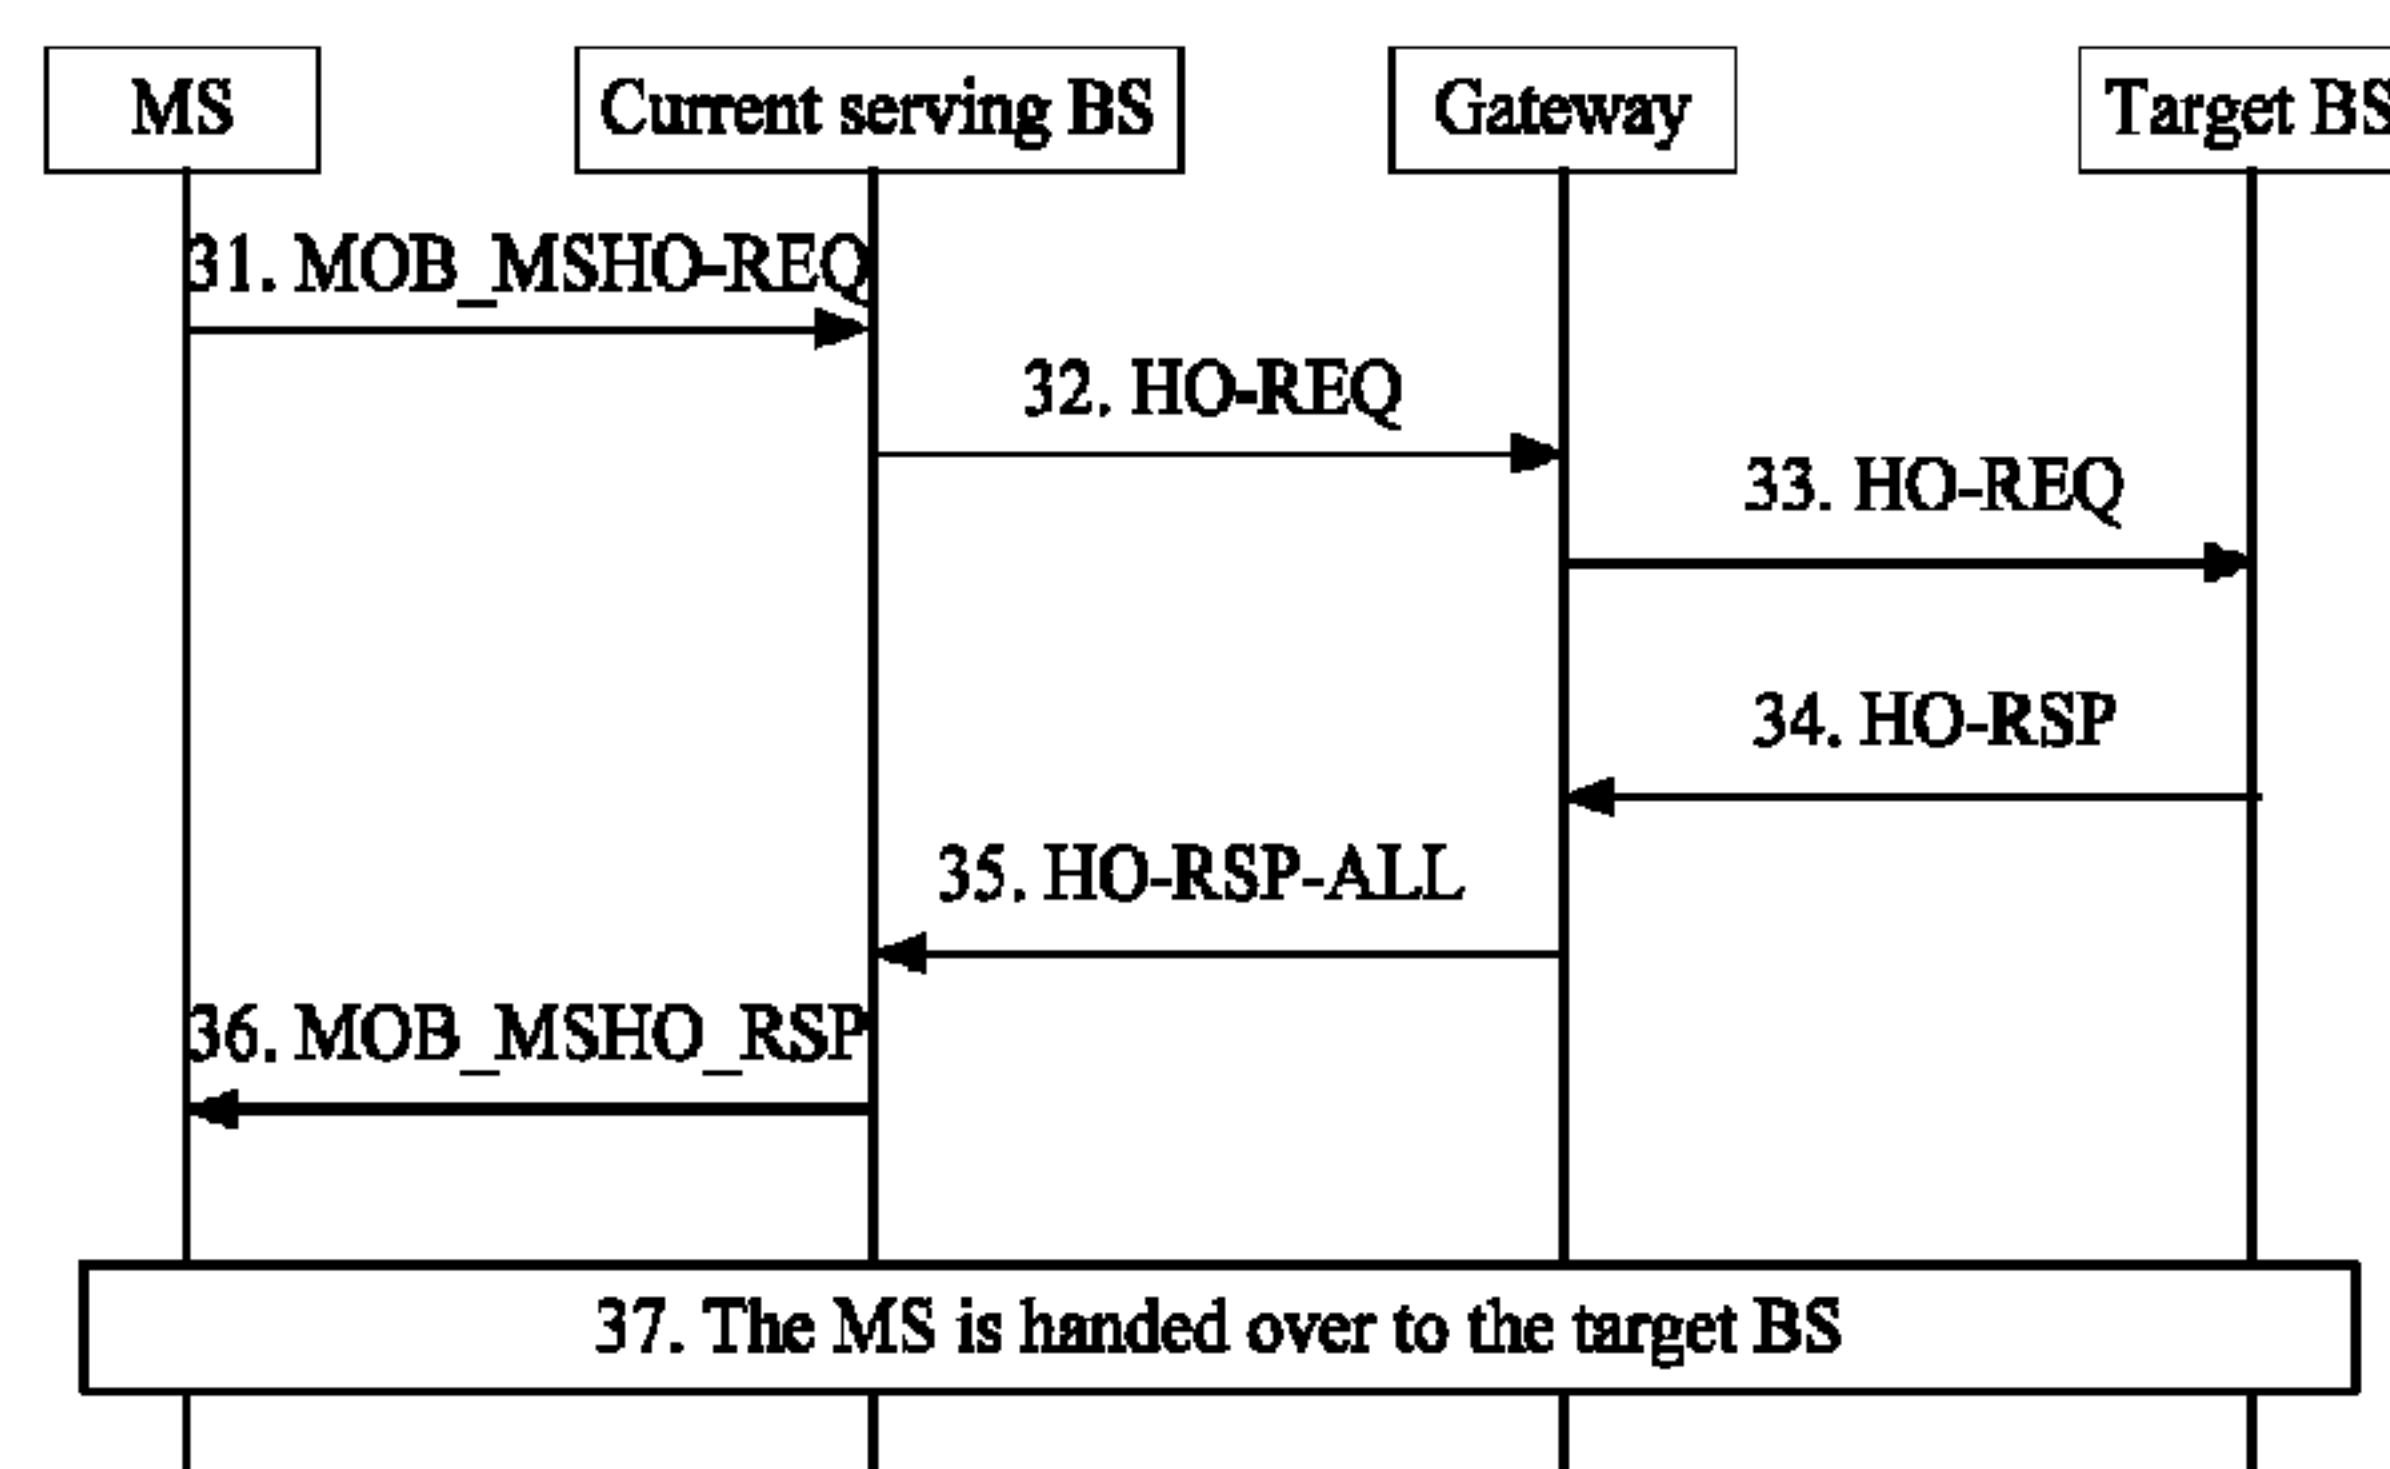 MS
Current serving BS
Gateway
Target BS
31. MOB_MSHO-REQ
32. HO-REQ
33. HO-REQ
34. HO-RSP
35. HO-RSP-ALL
36. MOB_MSHO_RSP
37. The MS is handed over to the target BS